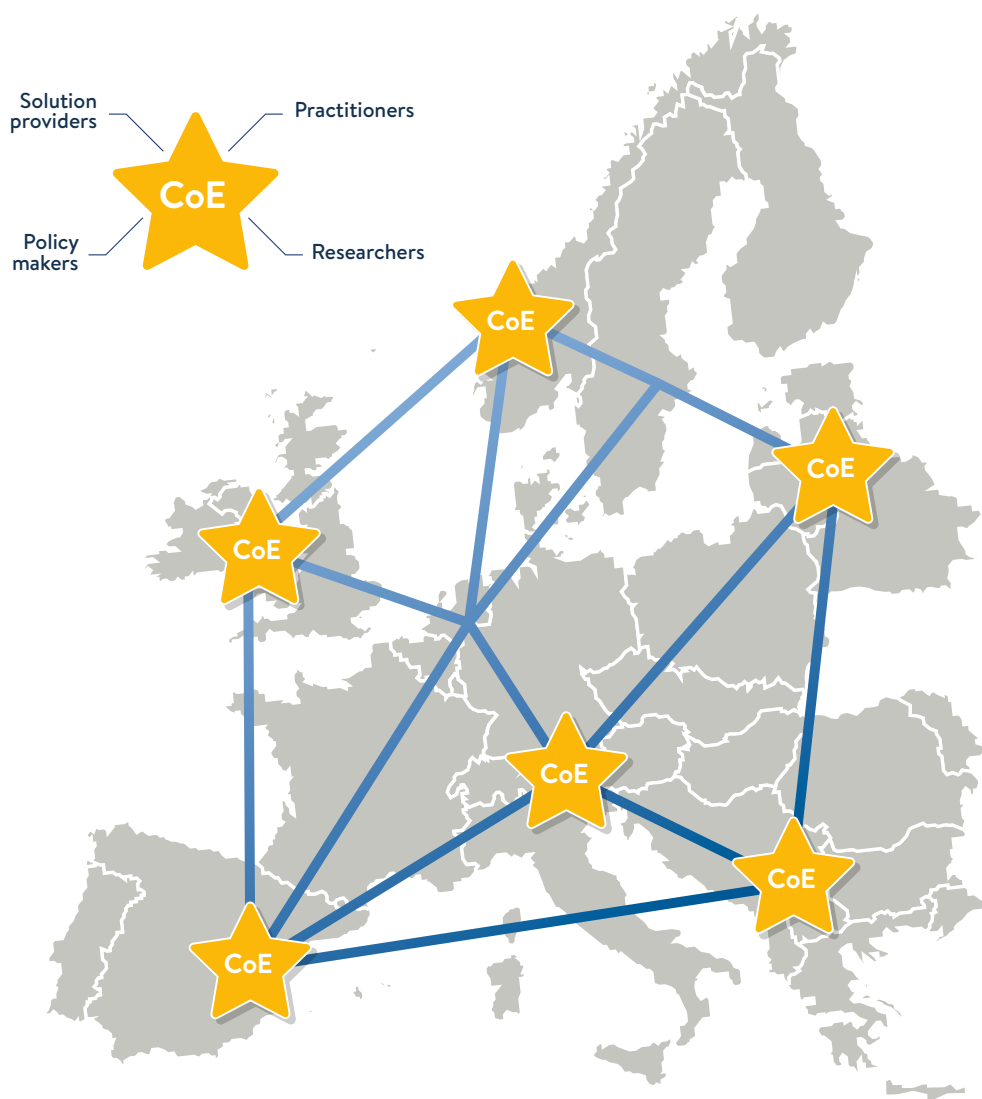 Solution
providers
Practitioners
CoE
Policy
makers
Researchers
CoE
CoE
CoE
CoE
CoE
CoE